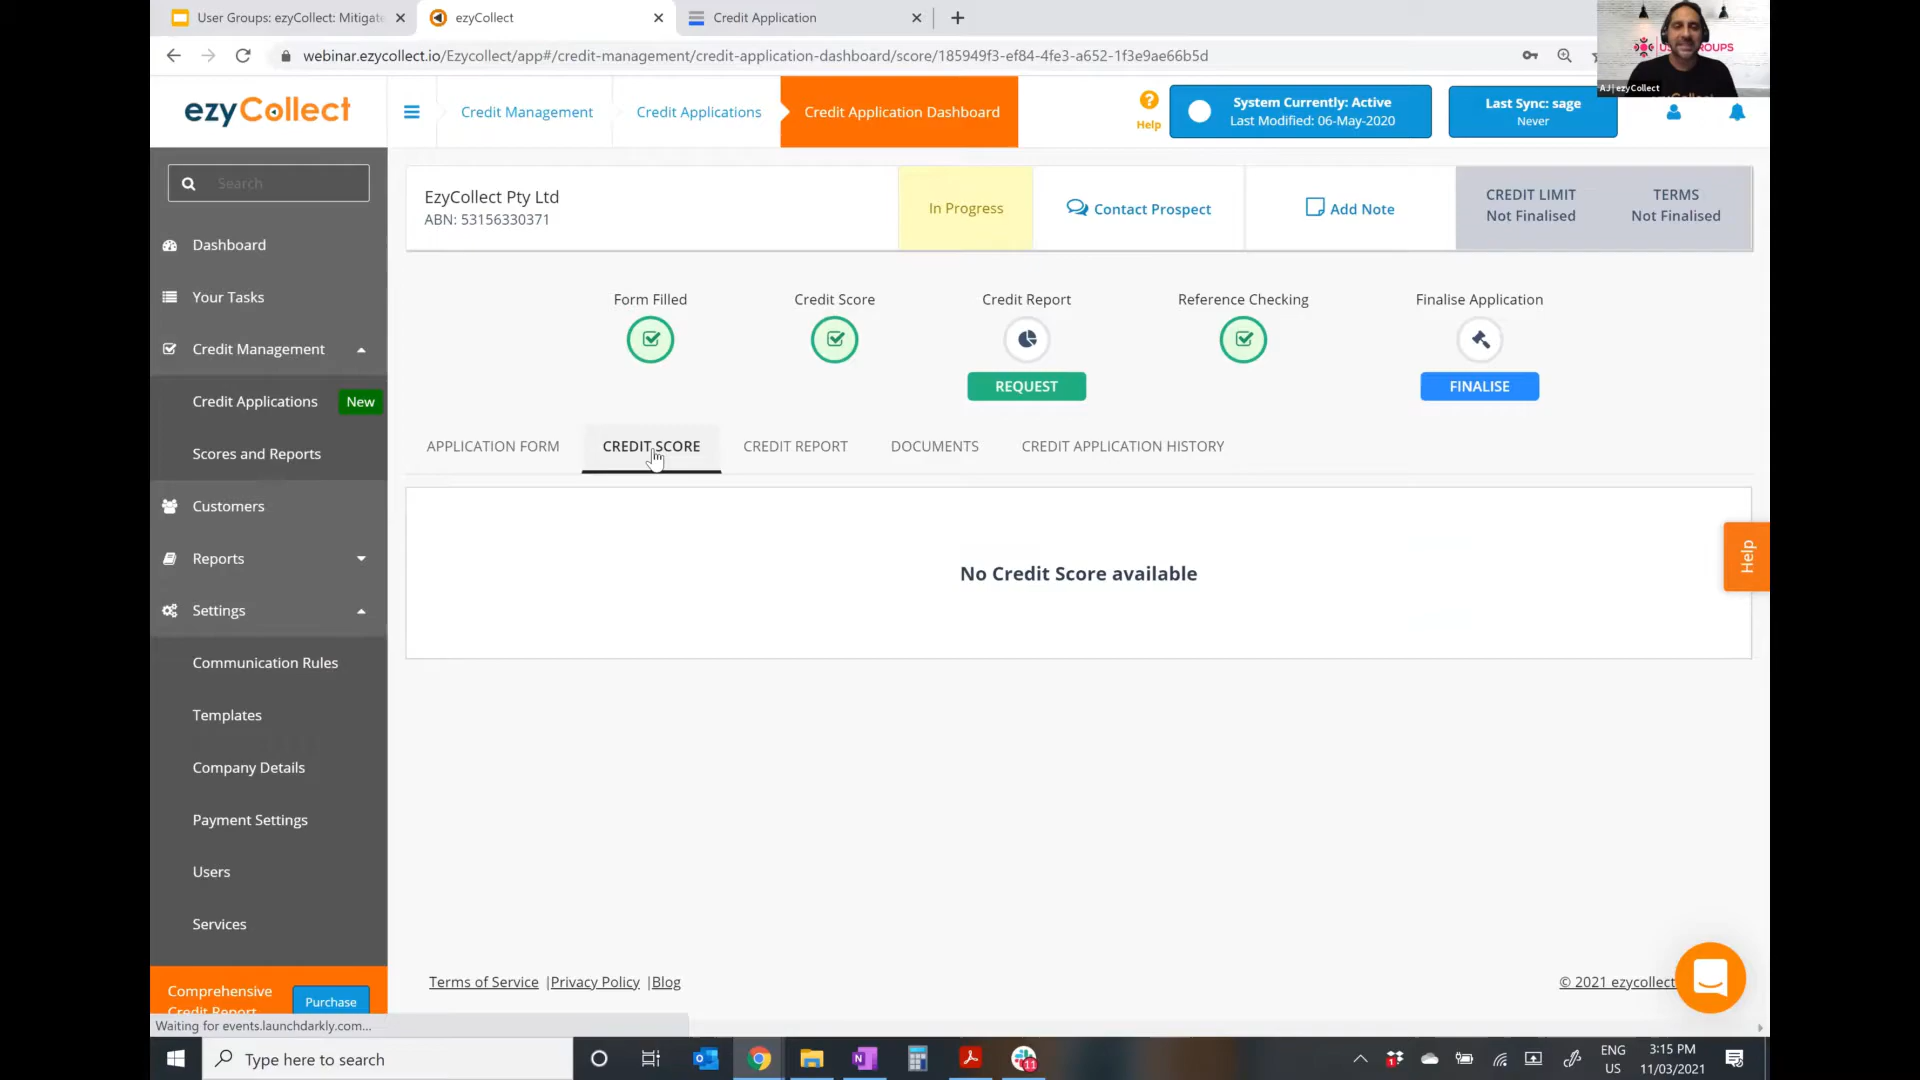 User Groups: ezyCollect: Mitigate
ezyCollect
Credit Application
webinar.ezycollect.io/Ezycollect/app#/credit-management/credit-application-dashboard/score/185949f3-ef84-4fe3-a652-1f3e9ae66b5d
AJ | ezyCollect
ezyCollect
Credit Management
Credit Applications
Credit Application Dashboard
Help
System Currently: Active
Last Modified: 06-May-2020
Last Sync: sage
Never
Search
Dashboard
Your Tasks
Credit Management
Credit Applications New
Scores and Reports
Customers
Reports
Settings
Communication Rules
Templates
Company Details
Payment Settings
Users
Services
Comprehensive
Credit Report
Purchase
EzyCollect Pty Ltd
ABN: 53156330371
In Progress
Contact Prospect
Add Note
CREDIT LIMIT
Not Finalised
TERMS
Not Finalised
Form Filled
Credit Score
Credit Report
Reference Checking
Finalise Application
REQUEST
FINALISE
APPLICATION FORM
CREDIT SCORE
CREDIT REPORT
DOCUMENTS
CREDIT APPLICATION HISTORY
No Credit Score available
Help
Terms of Service |Privacy Policy |Blog
© 2021 ezycollect
Waiting for events.launchdarkly.com...
Type here to search
11
ENG
US
3:15 PM
11/03/2021